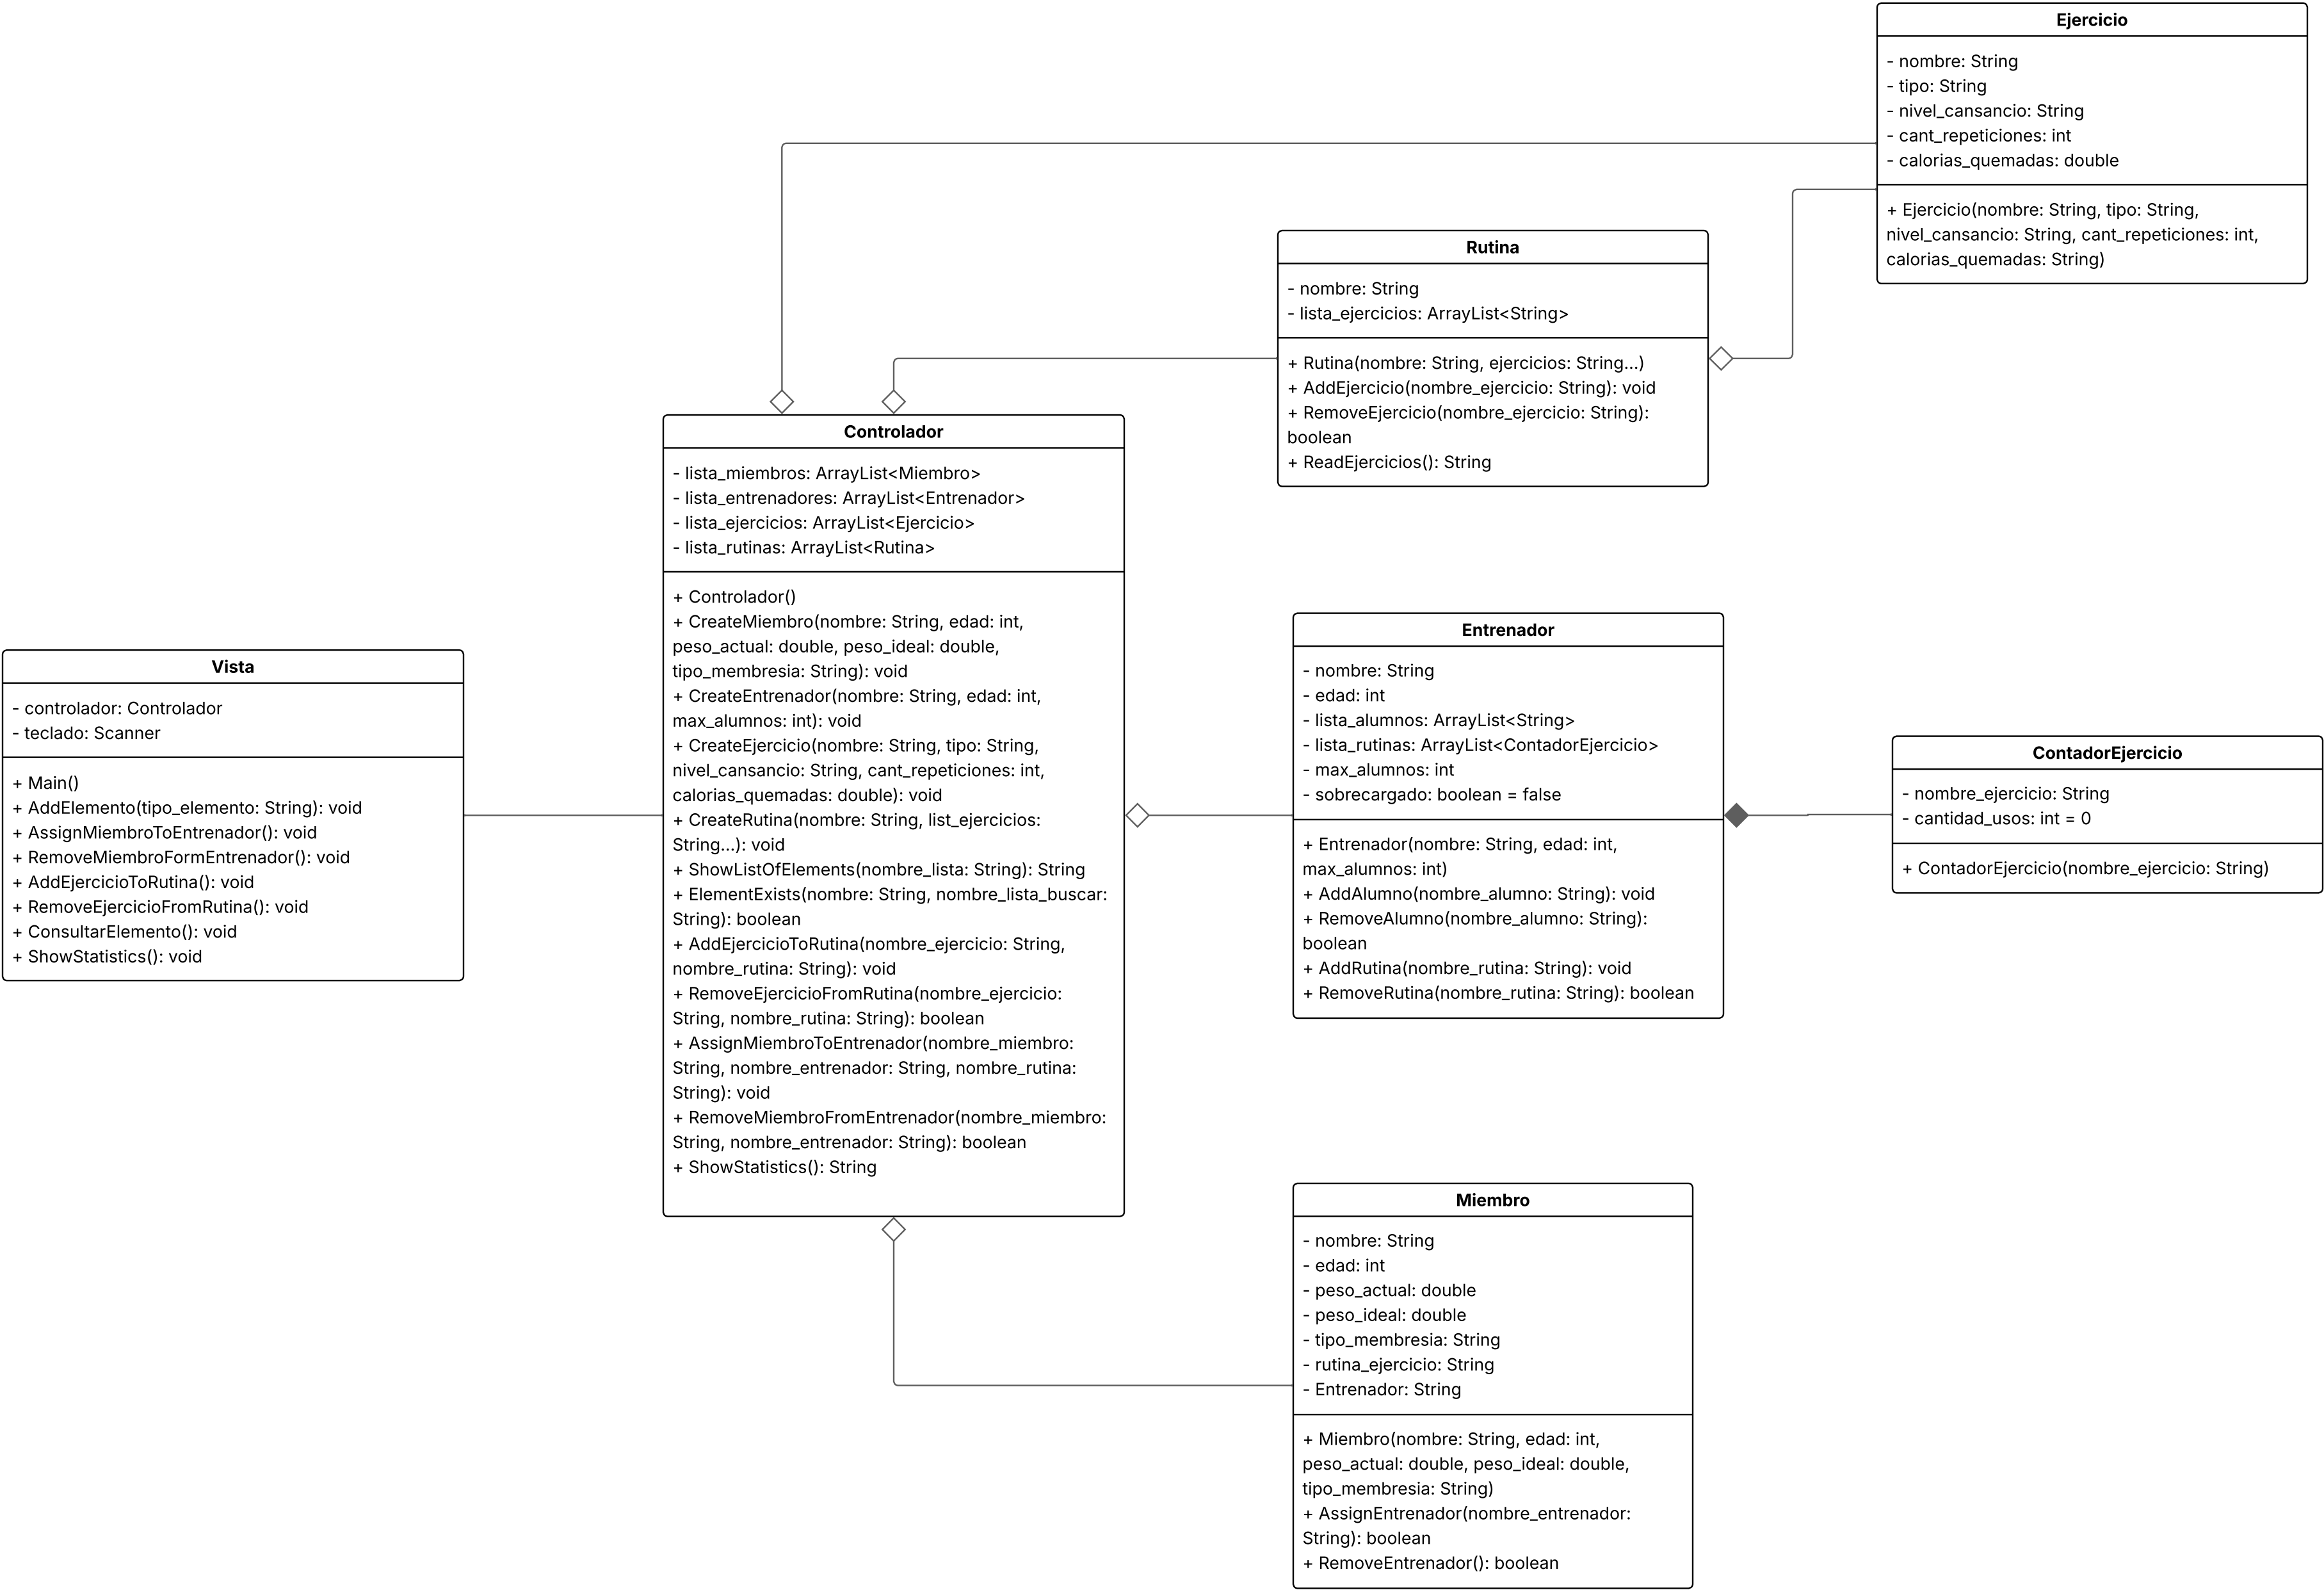 Ejercicio
- nombre: String
- tipo: String
- nivel_cansancio: String
- cant_repeticiones: int
- calorias_quemadas: double
+ Ejercicio(nombre: String, tipo: String,
nivel_cansancio: String, cant_repeticiones: int,
calorias_quemadas: String)
Rutina
- nombre: String
- lista_ejercicios: ArrayList<String>
+ Rutina(nombre: String, ejercicios: String...)
+ AddEjercicio(nombre_ejercicio: String): void
+ RemoveEjercicio(nombre_ejercicio: String):
boolean
+ ReadEjercicios(): String
Controlador
- lista_miembros: ArrayList<Miembro>
- lista_entrenadores: ArrayList<Entrenador>
- lista_ejercicios: ArrayList<Ejercicio>
- lista_rutinas: ArrayList<Rutina>
+ Controlador()
+ CreateMiembro(nombre: String, edad: int,
peso_actual: double, peso_ideal: double,
tipo_membresia: String): void
+ CreateEntrenador(nombre: String, edad: int,
max_alumnos: int): void
+ CreateEjercicio(nombre: String, tipo: String,
nivel_cansancio: String, cant_repeticiones: int,
calorias_quemadas: double): void
+ CreateRutina(nombre: String, list_ejercicios:
String...): void
+ ShowListOfElements(nombre_lista: String): String
+ ElementExists(nombre: String, nombre_lista_buscar:
String): boolean
+ AddEjercicioToRutina(nombre_ejercicio: String,
nombre_rutina: String): void
+ RemoveEjercicioFromRutina(nombre_ejercicio:
String, nombre_rutina: String): boolean
+ AssignMiembroToEntrenador(nombre_miembro:
String, nombre_entrenador: String, nombre_rutina:
String): void
+ RemoveMiembroFromEntrenador(nombre_miembro:
String, nombre_entrenador: String): boolean
+ ShowStatistics(): String
Vista
- controlador: Controlador
- teclado: Scanner
+ Main()
+ AddElemento(tipo_elemento: String): void
+ AssignMiembroToEntrenador(): void
+ RemoveMiembroFormEntrenador(): void
+ AddEjercicioToRutina(): void
+ RemoveEjercicioFromRutina(): void
+ ConsultarElemento(): void
+ ShowStatistics(): void
Entrenador
- nombre: String
- edad: int
- lista_alumnos: ArrayList<String>
- lista_rutinas: ArrayList<ContadorEjercicio>
- max_alumnos: int
- sobrecargado: boolean = false
+ Entrenador(nombre: String, edad: int,
max_alumnos: int)
+ AddAlumno(nombre_alumno: String): void
+ RemoveAlumno(nombre_alumno: String):
boolean
+ AddRutina(nombre_rutina: String): void
+ RemoveRutina(nombre_rutina: String): boolean
ContadorEjercicio
- nombre_ejercicio: String
- cantidad_usos: int = 0
+ ContadorEjercicio(nombre_ejercicio: String)
Miembro
- nombre: String
- edad: int
- peso_actual: double
- peso_ideal: double
- tipo_membresia: String
- rutina_ejercicio: String
- Entrenador: String
+ Miembro(nombre: String, edad: int,
peso_actual: double, peso_ideal: double,
tipo_membresia: String)
+ AssignEntrenador(nombre_entrenador:
String): boolean
+ RemoveEntrenador(): boolean